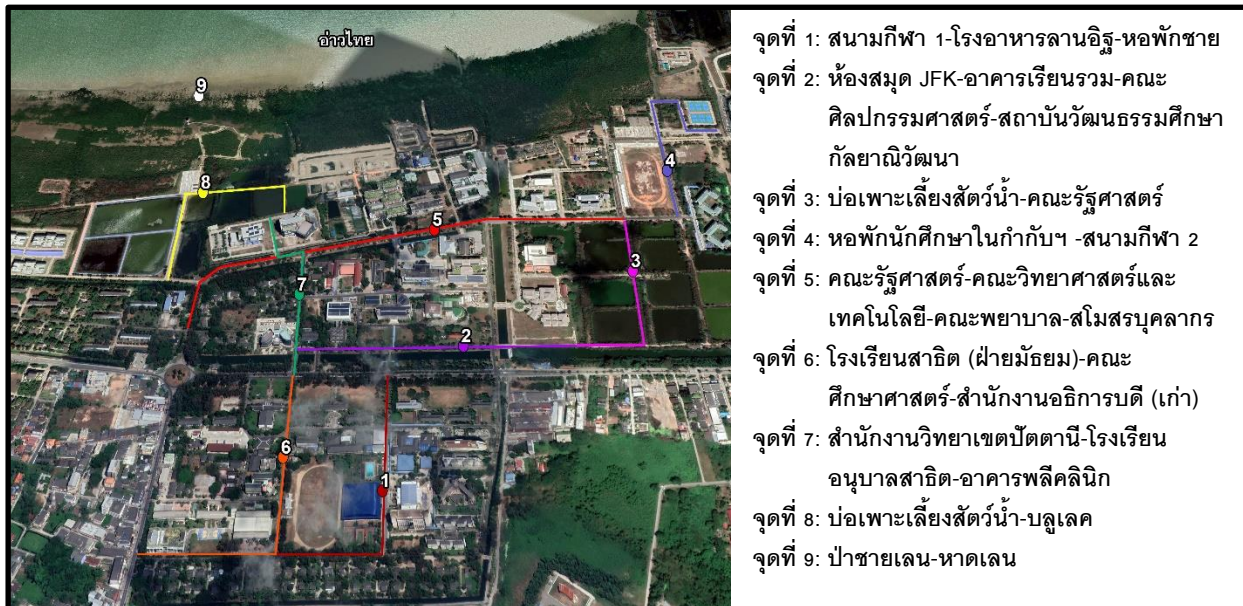 อ่าวไทย
9
8
4
5
3
7
2
6
1
จุดที่ 1: สนามกีฬา 1-โรงอาหารลานอิฐ-หอพักชาย
จุดที่ 2: ห้องสมุด JFK-อาคารเรียนรวม-คณะ
ศิลปกรรมศาสตร์-สถาบันวัฒนธรรมศึกษา
กัลยาณิวัฒนา
จุดที่ 3: บ่อเพาะเลี้ยงสัตว์น้ำ-คณะรัฐศาสตร์
จุดที่ 4: หอพักนักศึกษาในกำกับฯ -สนามกีฬา 2
จุดที่ 5: คณะรัฐศาสตร์-คณะวิทยาศาสตร์และ
เทคโนโลยี-คณะพยาบาล-สโมสรบุคลากร
จุดที่ 6: โรงเรียนสาธิต (ฝ่ายมัธยม)-คณะ
ศึกษาศาสตร์-สำนักงานอธิการบดี (เก่า)
จุดที่ 7: สำนักงานวิทยาเขตปัตตานี-โรงเรียน
อนุบาลสาธิต-อาคารพลีคลินิก
จุดที่ 8: บ่อเพาะเลี้ยงสัตว์น้ำ-บลูเลค
จุดที่ 9: ป่าชายเลน-หาดเลน